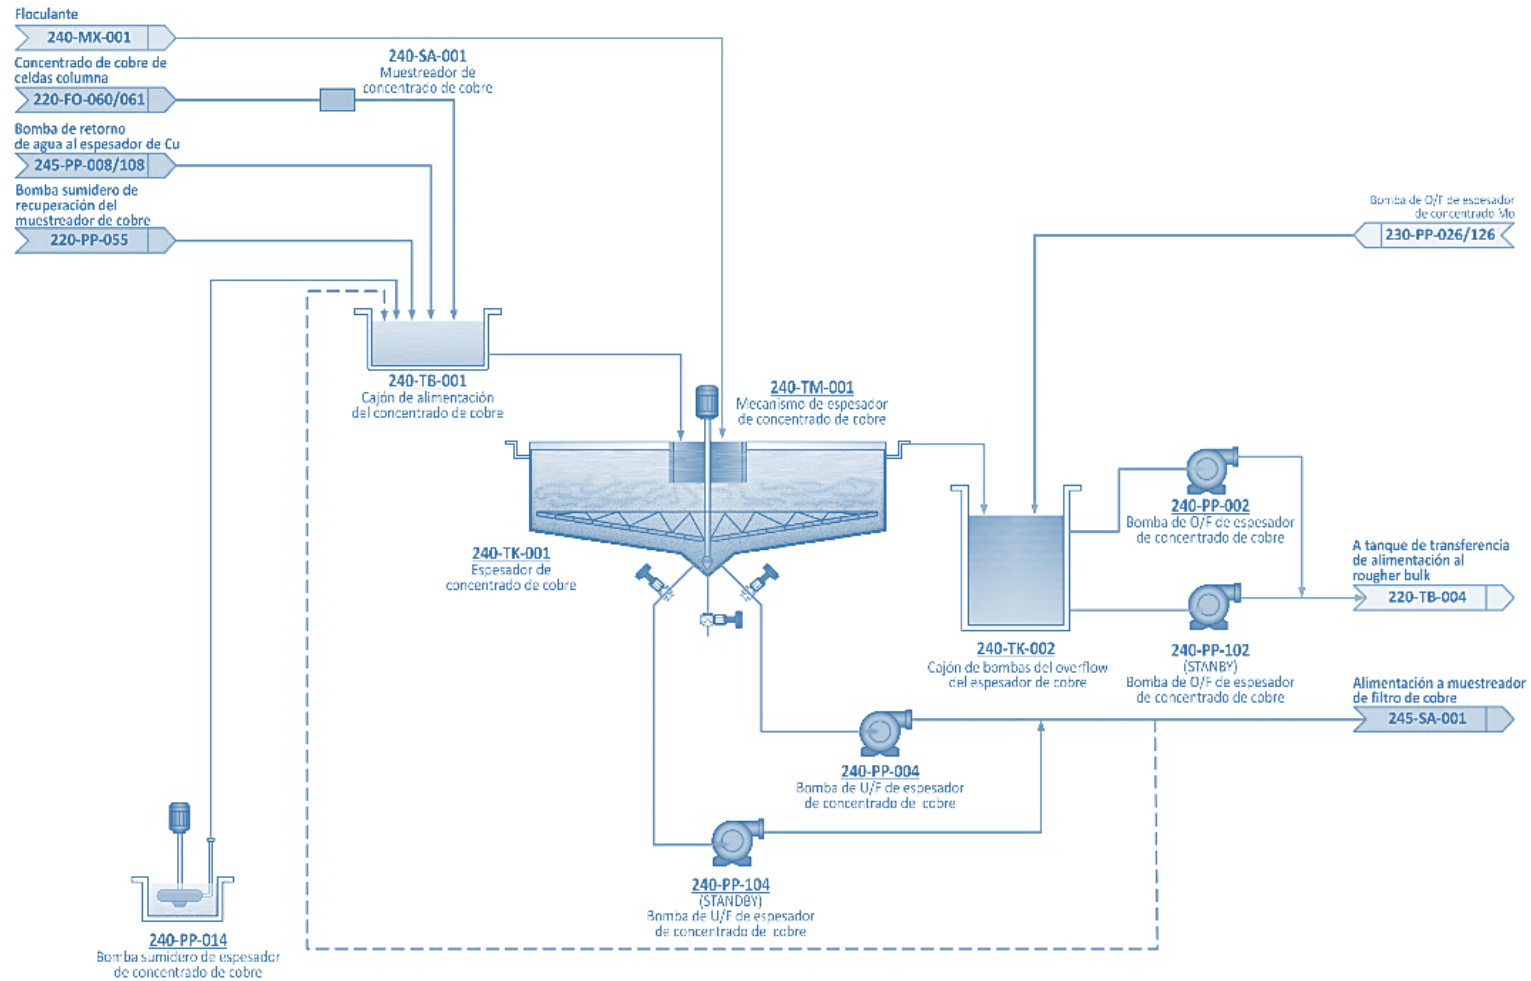 Floculante
240-MX-001
Concentrado de cobre de
celdas columna
220-FO-060/061
240-SA-001
Muestreador de
concentrado de cobre
Bomba de retorno
de agua al espesador de Cu
245-PP-008/108
Bomba sumidero de
recuperación del
muestreador de cobre
220-PP-055
Bomba de O/F de espesador
de concentrado Mo
230-PP-026/126
240-TB-001
Cajón de alimentación
del concentrado de cobre
240-TM-001
Mecanismo de espesador
de concentrado de cobre
240-TK-001
Espesador de
concentrado de cobre
240-PP-002
Bomba de O/F de espesador
de concentrado de cobre
A tanque de transferencia
de alimentación al
rougher bulk
220-TB-004
240-TK-002
Cajón de bombas del overflow
del espesador de cobre
240-PP-102
(STANBY)
Bomba de O/F de espesador
de concentrado de cobre
Alimentación a muestreador
de filtro de cobre
245-SA-001
240-PP-004
Bomba de U/F de espesador
de concentrado de cobre
240-PP-104
(STANDBY)
Bomba de U/F de espesador
de concentrado de cobre
240-PP-014
Bomba sumidero de espesador
de concentrado de cobre